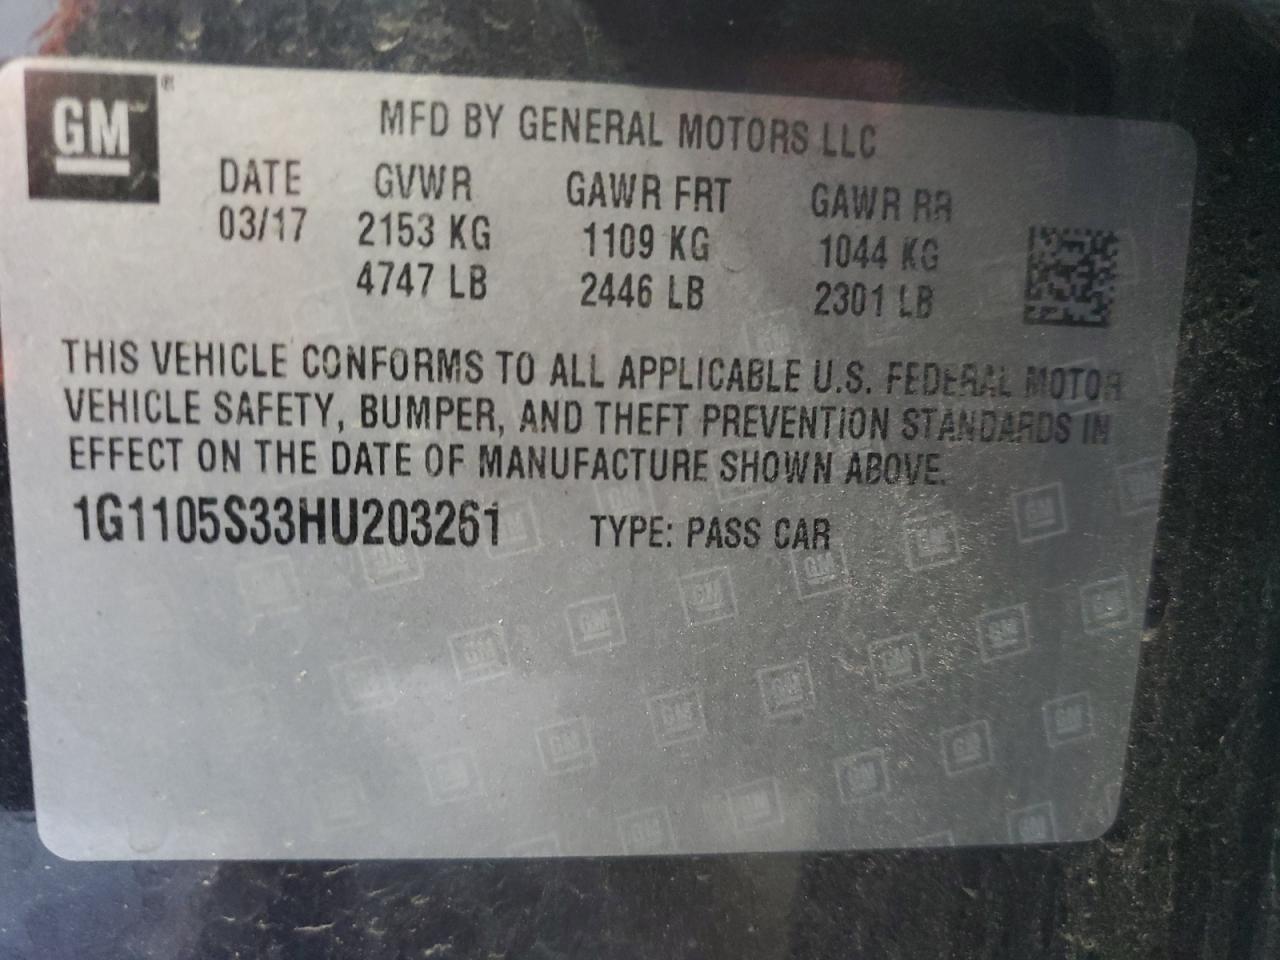 GM
MFD BY GENERAL MOTORS LLC
DATE GVWR GAWR FRT GAWR RR
03/17 2153 KG 1109 KG 1044 KG
4747 LB 2446 LB 2301 LB
THIS VEHICLE CONFORMS TO ALL APPLICABLE U.S. FEDERAL MOTOR
VEHICLE SAFETY, BUMPER, AND THEFT PREVENTION STANDARDS IN
EFFECT ON THE DATE OF MANUFACTURE SHOWN ABOVE.
1G1105S33HU203261 TYPE: PASS CAR